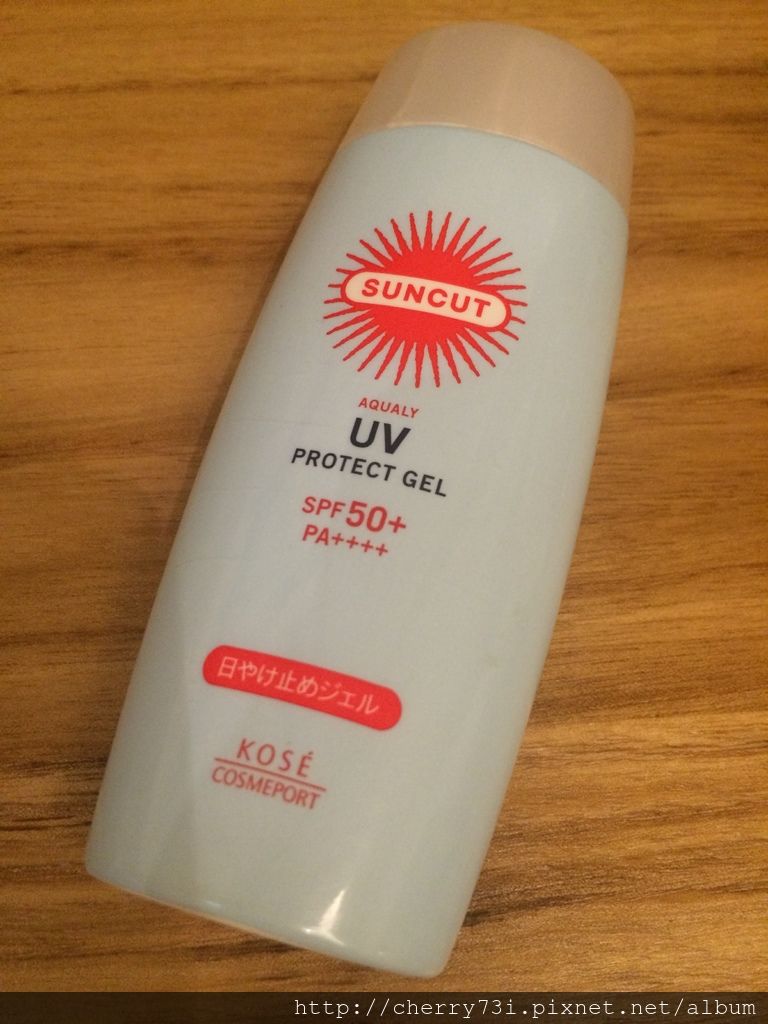 SUNCUT
AQUALY
UV
PROTECT GEL
SPF50+
PA++++
日やけ止めジェル
KOSÉ
COSMEPORT
http://cherry73i.pixnet.net/album